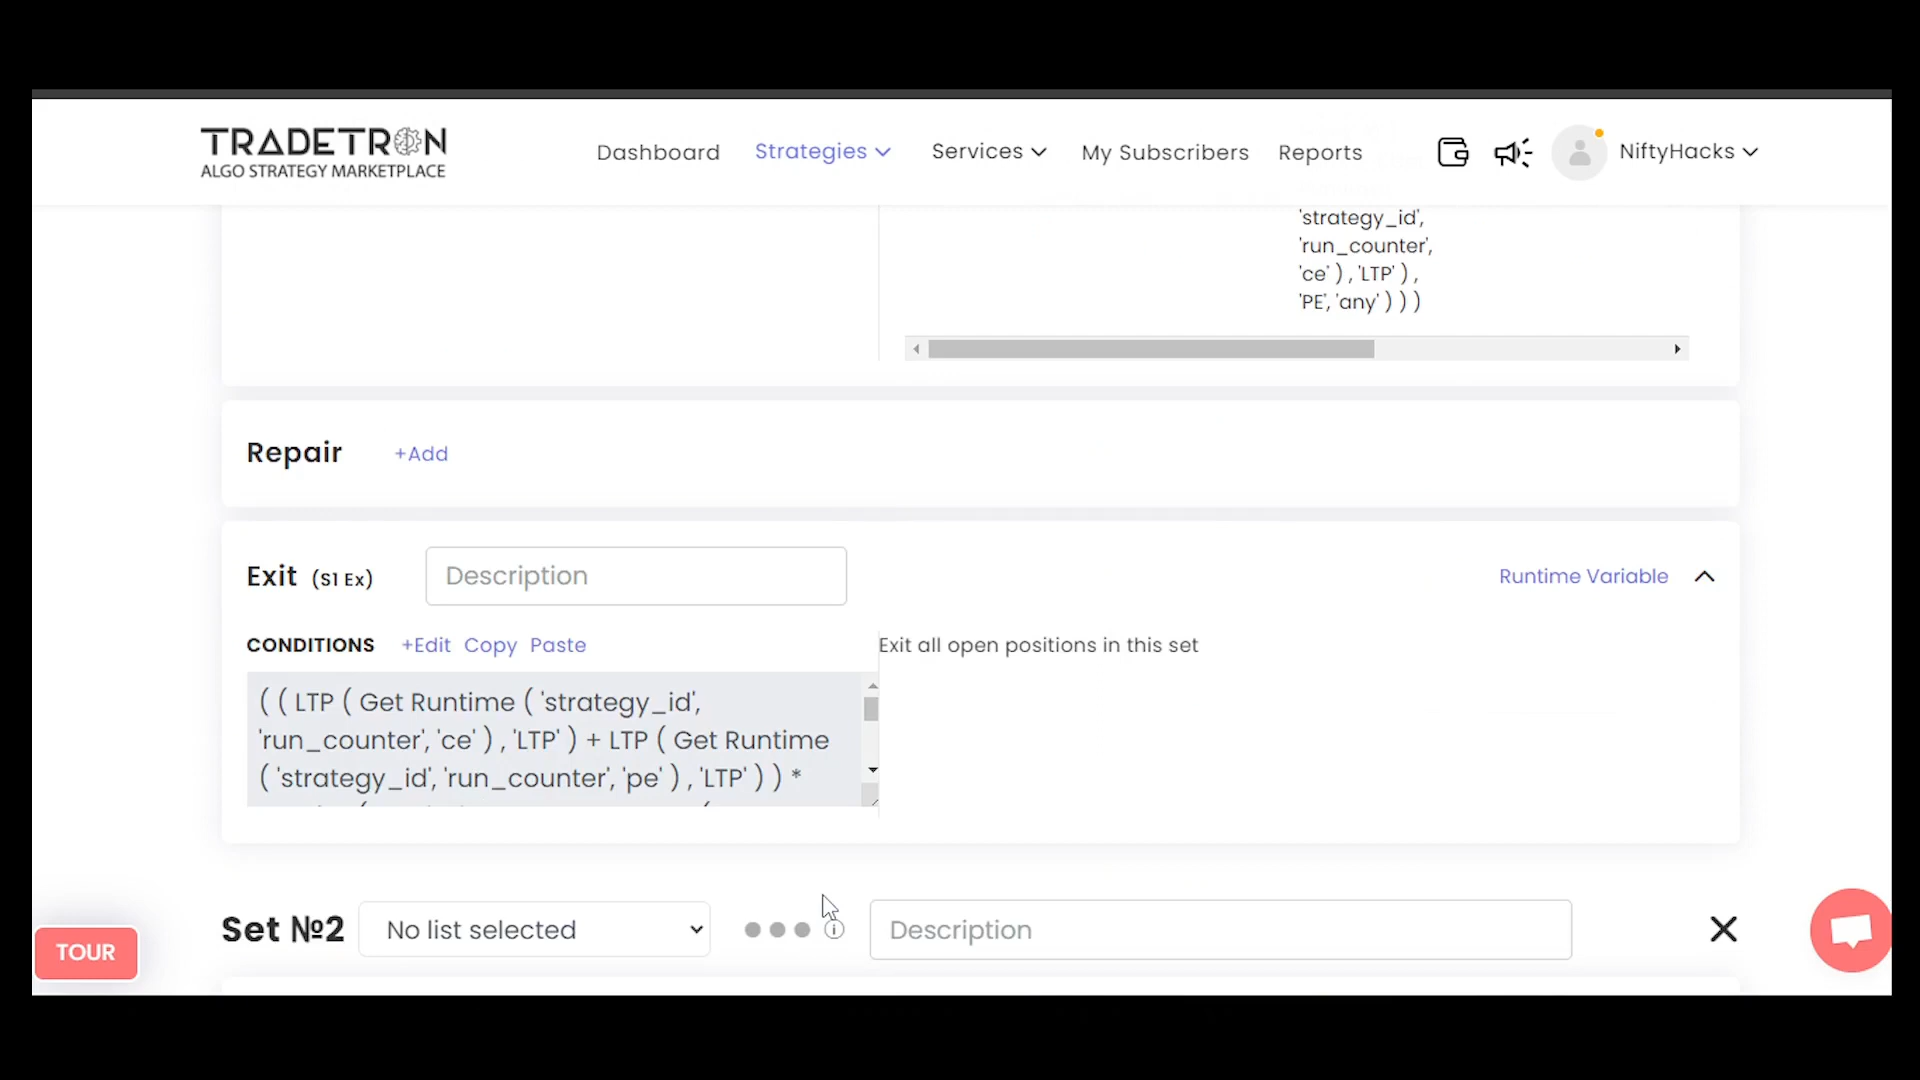 TRADETRON
ALGO STRATEGY MARKETPLACE
Dashboard
Strategies
Services
My Subscribers
Reports
NiftyHacks
'strategy_id',
'run_counter',
'ce' ) , 'LTP' ) ,
'PE', 'any' ) ) )
Repair
+Add
Exit (S1 Ex)
Description
Runtime Variable
CONDITIONS
+Edit
Copy
Paste
Exit all open positions in this set
( ( LTP ( Get Runtime ( 'strategy_id',
'run_counter', 'ce' ) , 'LTP' ) + LTP ( Get Runtime
( 'strategy_id', 'run_counter', 'pe' ) , 'LTP' ) ) *
Set №2
No list selected
Description
TOUR